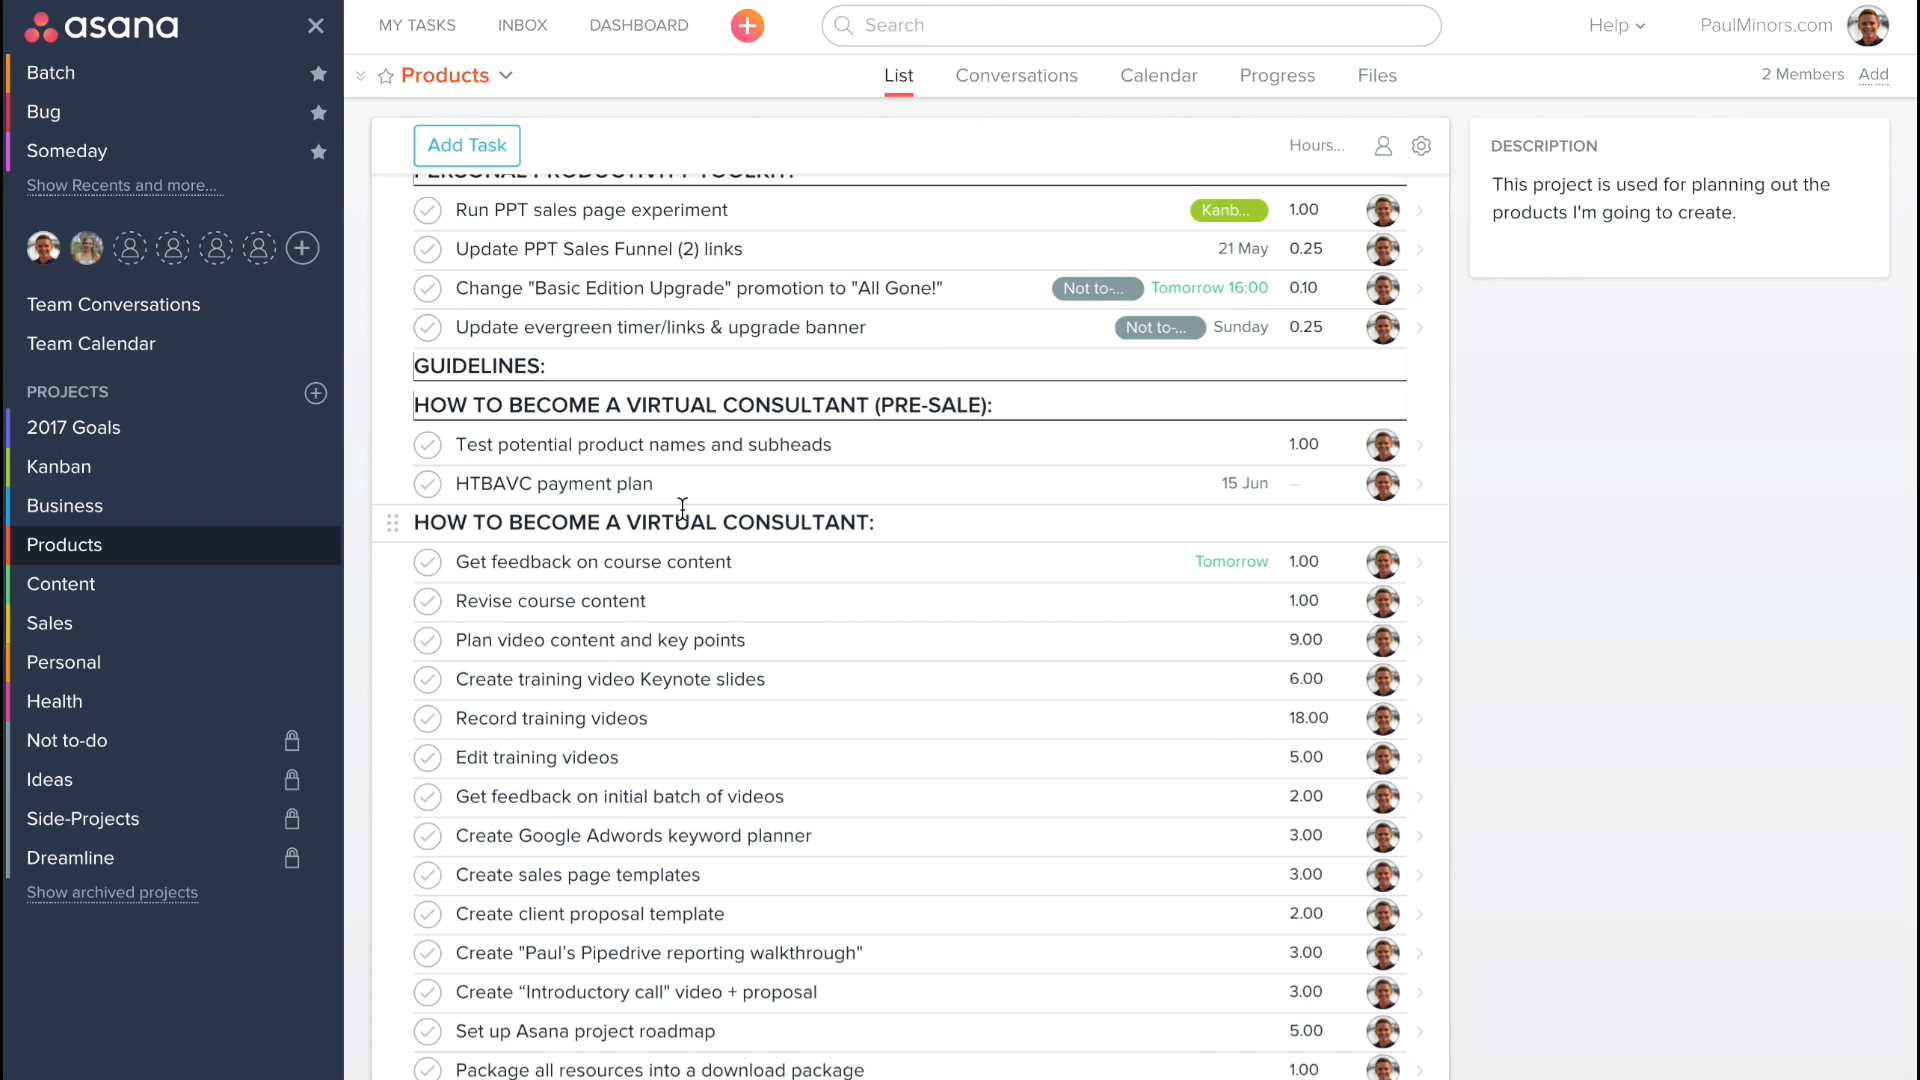 asana
Batch
Bug
Someday
Show Recents and more...
Team Conversations
Team Calendar
PROJECTS
2017 Goals
Kanban
Business
Products
Content
Sales
Personal
Health
Not to-do
Ideas
Side-Projects
Dreamline
Show archived projects
MY TASKS INBOX DASHBOARD Search Help PaulMinors.com
Products List Conversations Calendar Progress Files 2 Members Add
Add Task Hours...
PERSONAL PRODUCTIVITY TOOLKIT:
Run PPT sales page experiment Kanb... 1.00
Update PPT Sales Funnel (2) links 21 May 0.25
Change "Basic Edition Upgrade" promotion to "All Gone!" Not to-... Tomorrow 16:00 0.10
Update evergreen timer/links & upgrade banner Not to-... Sunday 0.25
GUIDELINES:
HOW TO BECOME A VIRTUAL CONSULTANT (PRE-SALE):
Test potential product names and subheads 1.00
HTBAVC payment plan 15 Jun –
HOW TO BECOME A VIRTUAL CONSULTANT:
Get feedback on course content Tomorrow 1.00
Revise course content 1.00
Plan video content and key points 9.00
Create training video Keynote slides 6.00
Record training videos 18.00
Edit training videos 5.00
Get feedback on initial batch of videos 2.00
Create Google Adwords keyword planner 3.00
Create sales page templates 3.00
Create client proposal template 2.00
Create "Paul’s Pipedrive reporting walkthrough" 3.00
Create “Introductory call" video + proposal 3.00
Set up Asana project roadmap 5.00
Package all resources into a download package 1.00
DESCRIPTION
This project is used for planning out the
products I'm going to create.